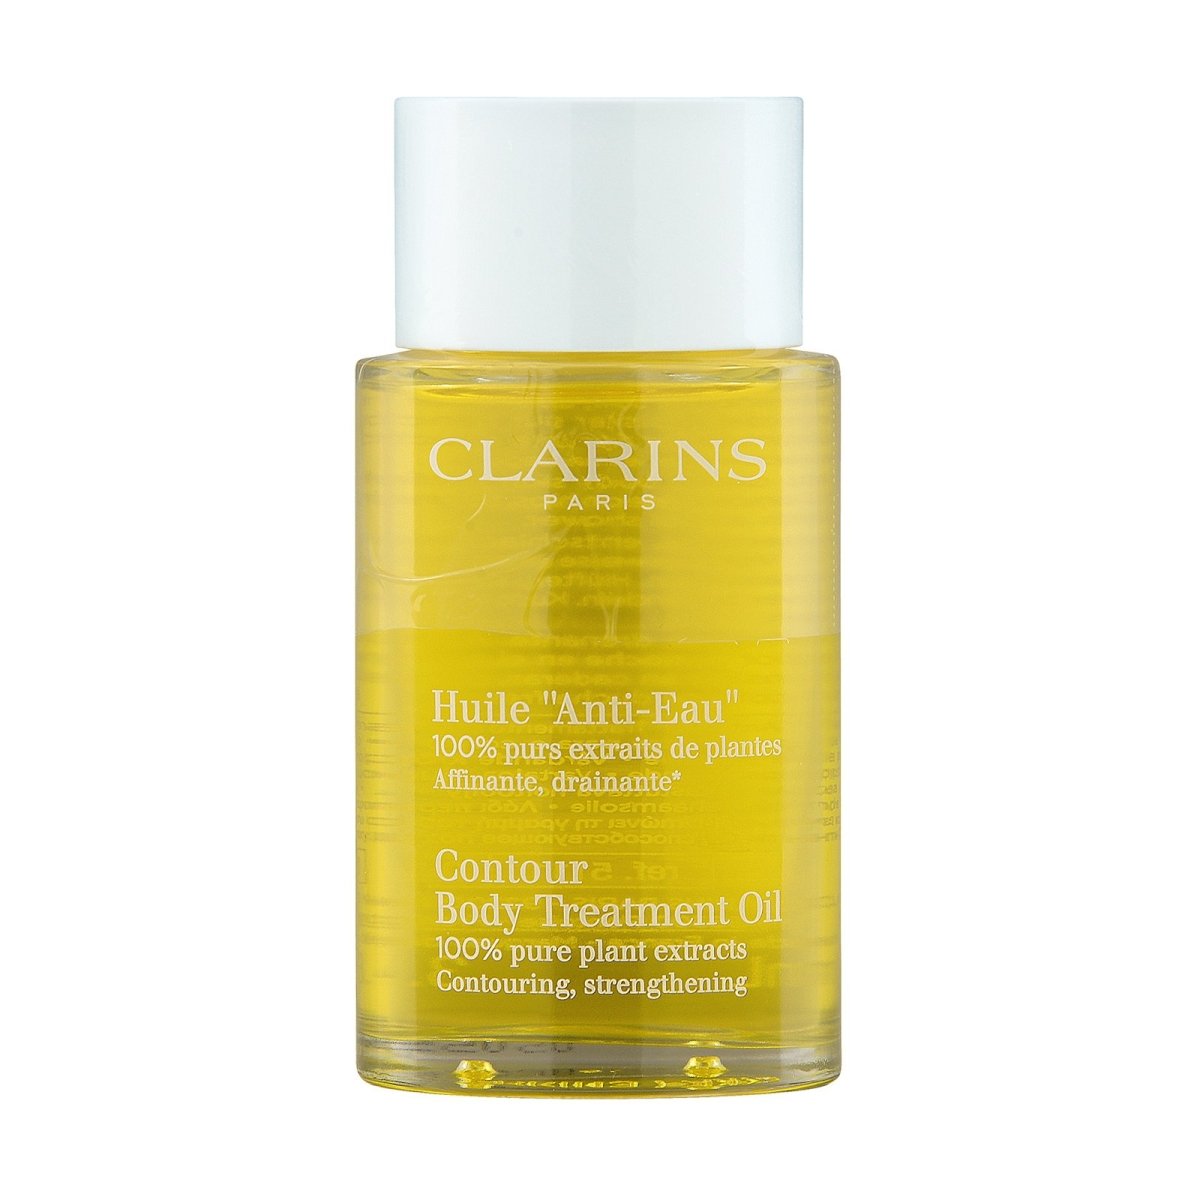 CLARINS
PARIS
Huile "Anti-Eau"
100% purs extraits de plantes
Affinante, drainante*
Contour
Body Treatment Oil
100% pure plant extracts
Contouring, strengthening